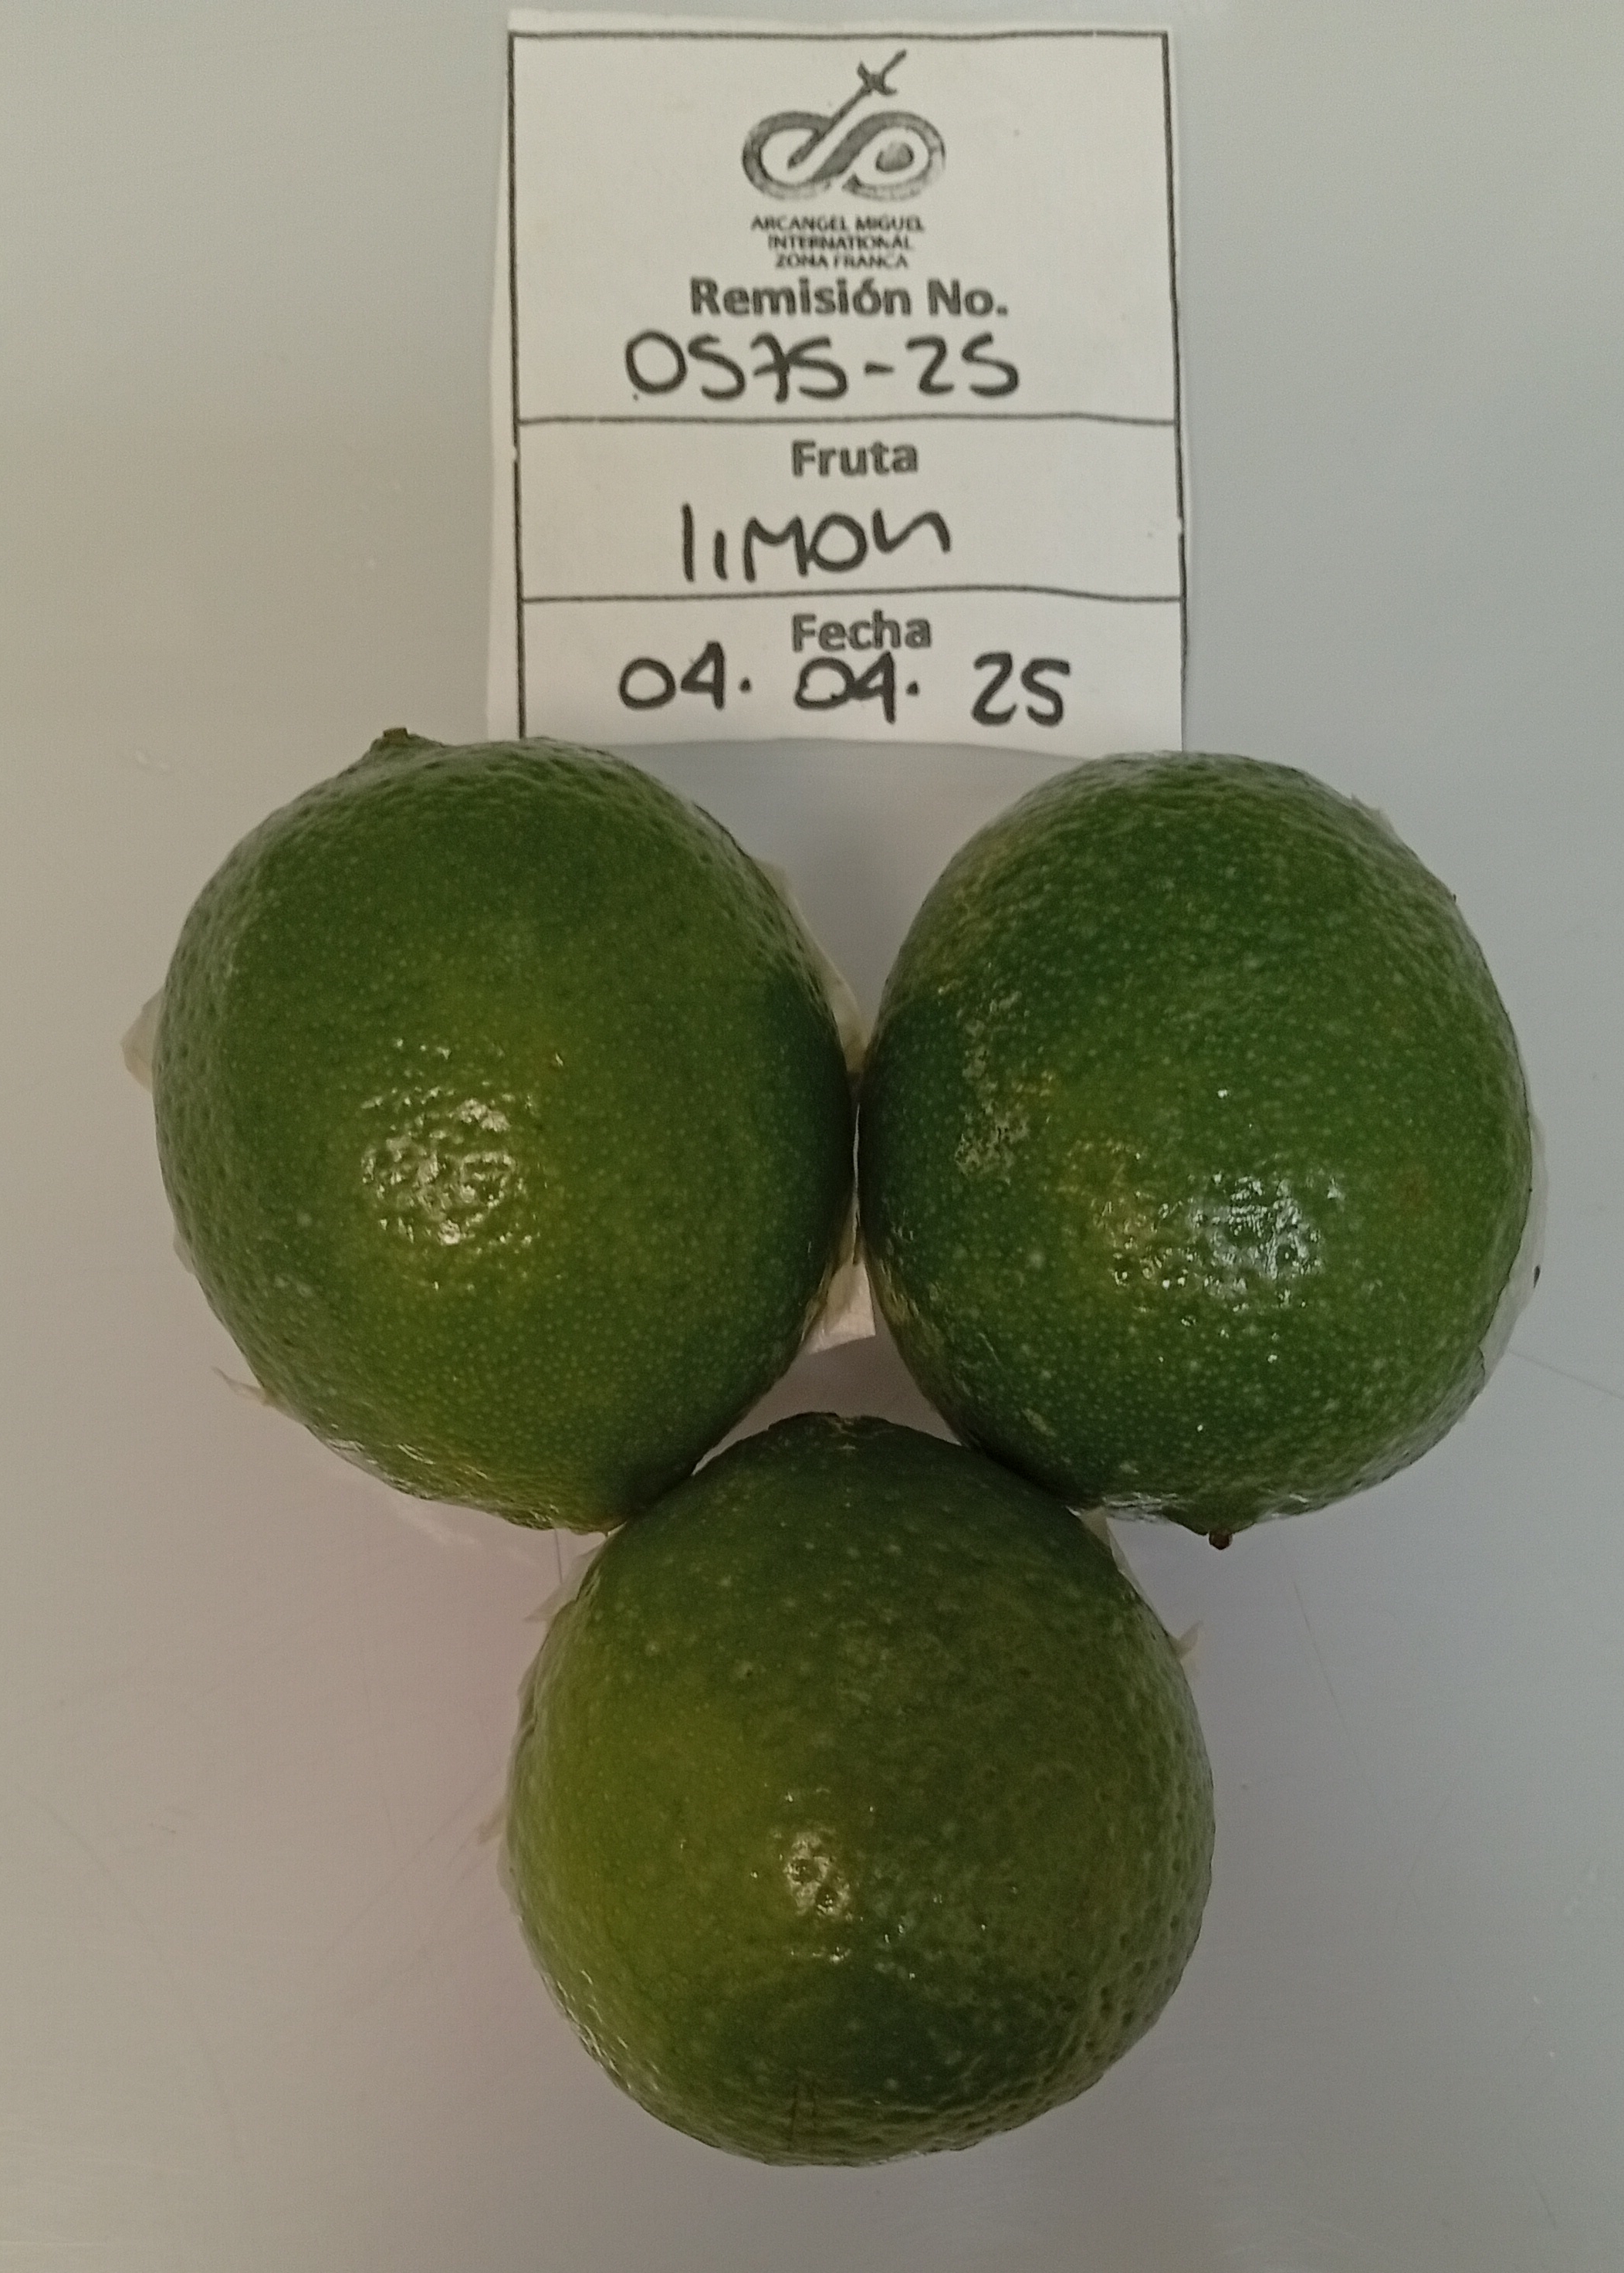 ARCANGEL MIGUEL
INTERNATIONAL
ZONA FRANCA
Remisión No.
0575-25
Fruta
limon
Fecha
04. 04. 25